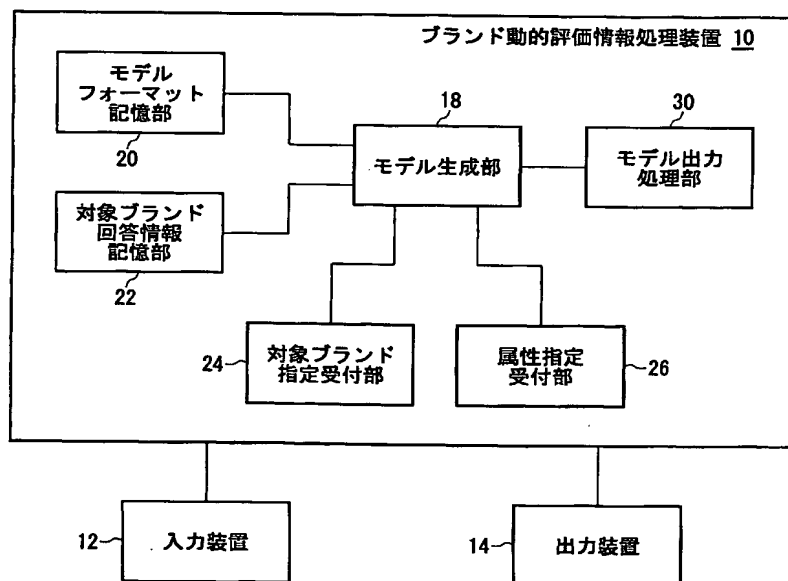 ブランド動的評価情報処理装置 10
モデル
フォーマット
記憶部
20
18
モデル生成部
30
モデル出力
処理部
対象ブランド
回答情報
記憶部
22
24
対象ブランド
指定受付部
属性指定
受付部
26
12
入力装置
14
出力装置